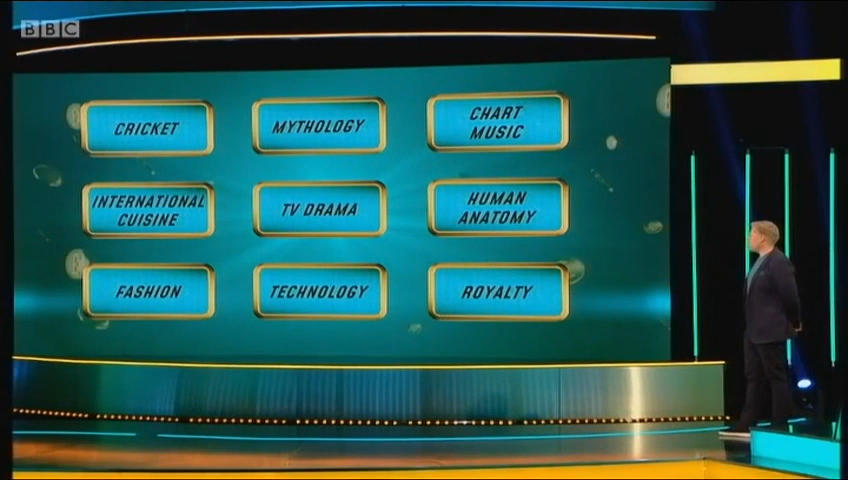 BBC
CRICKET
MYTHOLOGY
CHART
MUSIC
INTERNATIONAL
CUISINE
TV DRAMA
HUMAN
ANATOMY
FASHION
TECHNOLOGY
ROYALTY